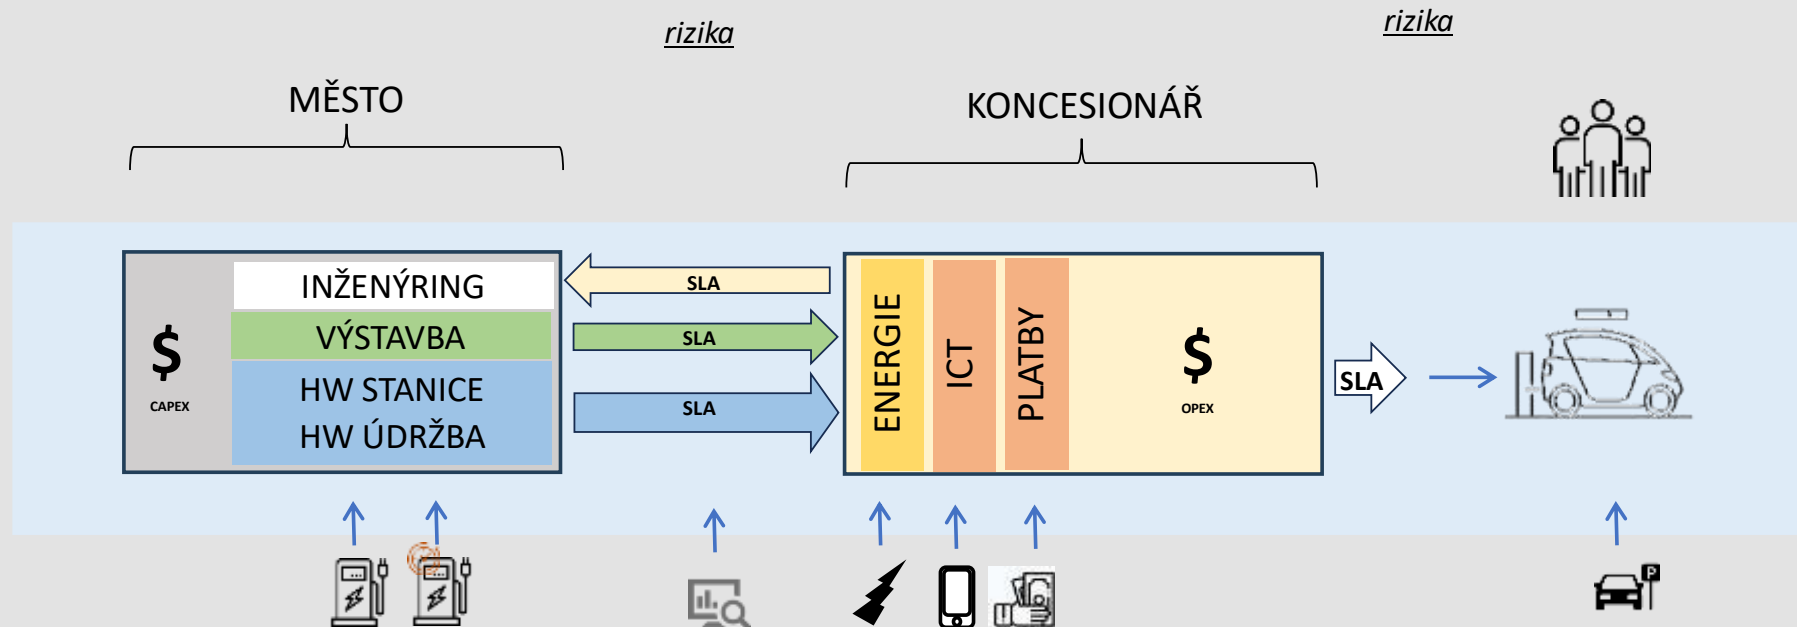 rizika
rizika
MĚSTO
KONCESIONÁŘ
$
CAPEX
INŽENÝRING
VÝSTAVBA
HW STANICE
HW ÚDRŽBA
SLA
SLA
SLA
ENERGIE
ICT
PLATBY
$
OPEX
SLA
P